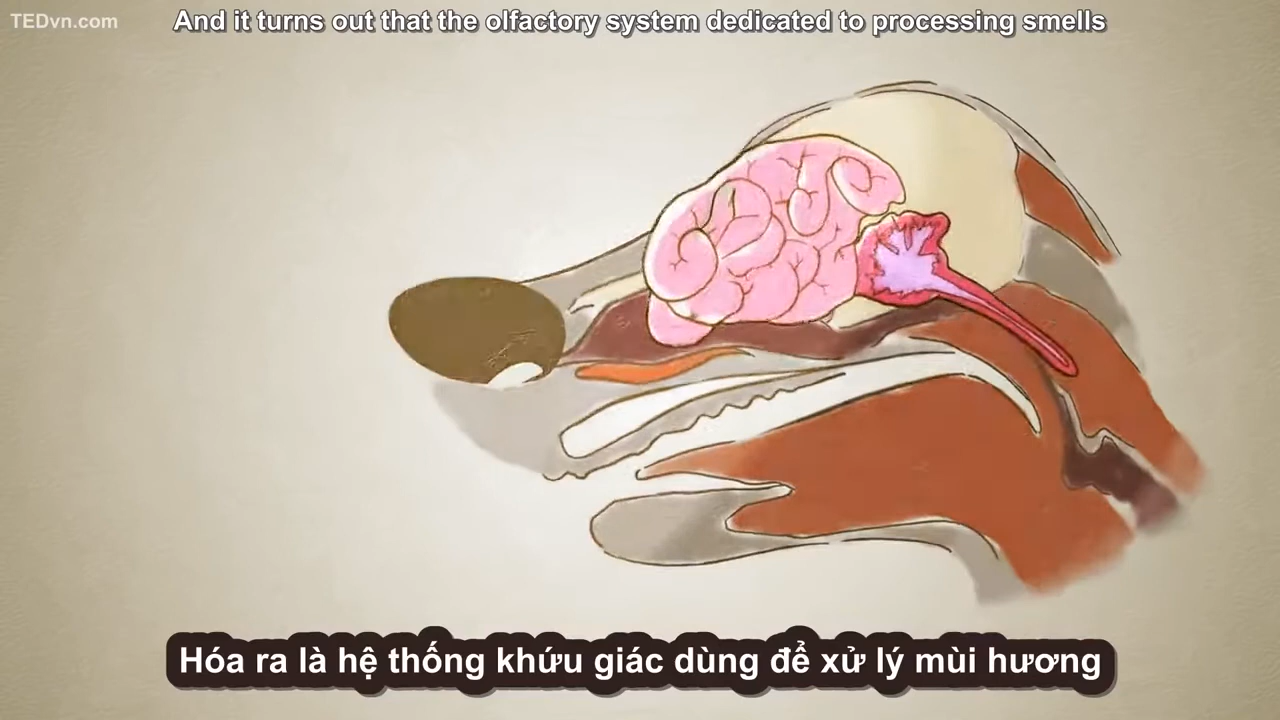 TEDvn.com
And it turns out that the olfactory system dedicated to processing smells
Hóa ra là hệ thống khứu giác dùng để xử lý mùi hương